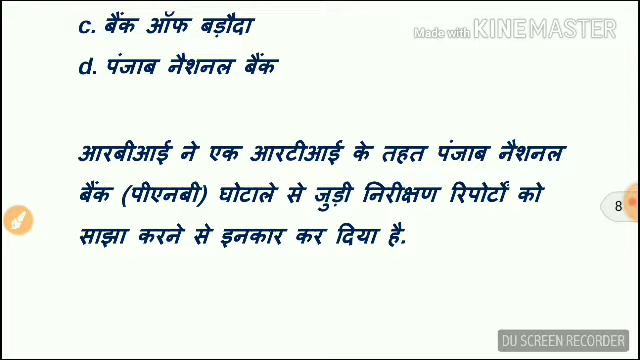 c. बैंक ऑफ बड़ौदा
Made with KINEMASTER
d. पंजाब नैशनल बैंक
आरबीआई ने एक आरटीआई के तहत पंजाब नैशनल
बैंक (पीएनबी) घोटाले से जुड़ी निरीक्षण रिपोर्टों को
8
साझा करने से इनकार कर दिया है.
DU SCREEN RECORDER